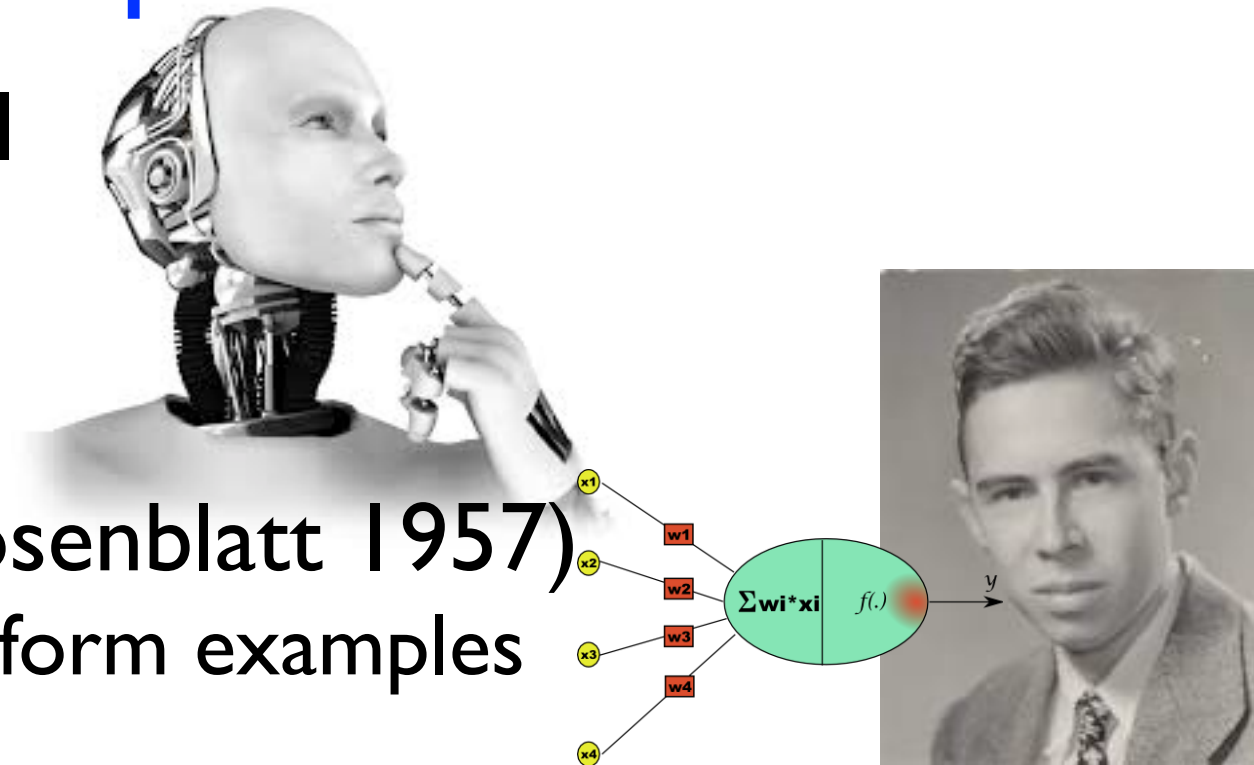 osenblatt 1957)
form examples
x1
w1
x2
w2
Σwi*xi
f(.)
y
w3
x3
w4
x4